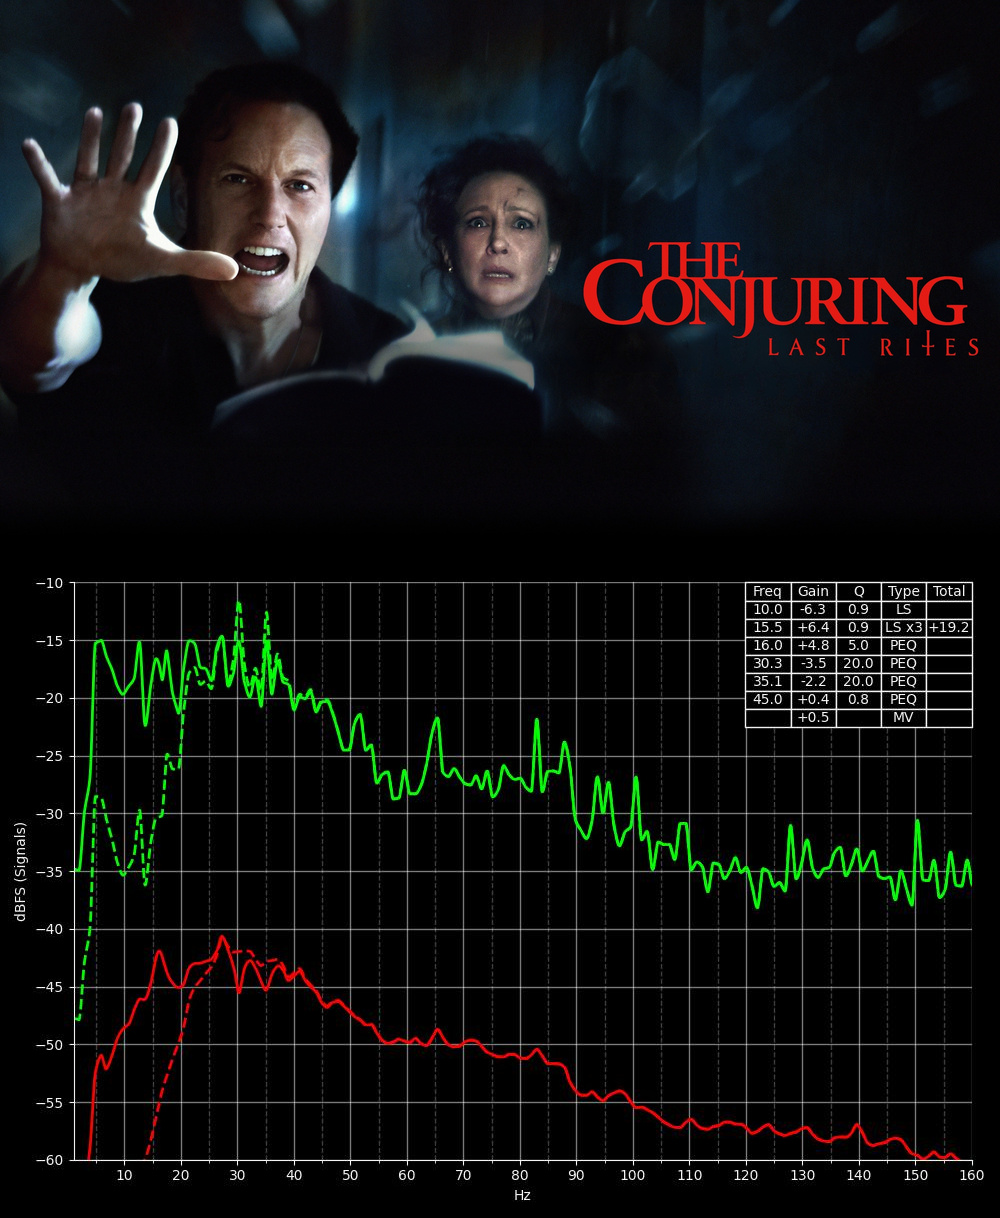 THE
CONJURING
LAST RITES
Freq Gain Q Type Total
10.0 -6.3 0.9 LS
15.5 +6.4 0.9 LS x3 +19.2
16.0 +4.8 5.0 PEQ
30.3 -3.5 20.0 PEQ
35.1 -2.2 20.0 PEQ
45.0 +0.4 0.8 PEQ
+0.5 MV
dBFS (Signals)
−10
−15
−20
−25
−30
−35
−40
−45
−50
−55
−60
10 20 30 40 50 60 70 80 90 100 110 120 130 140 150 160
Hz